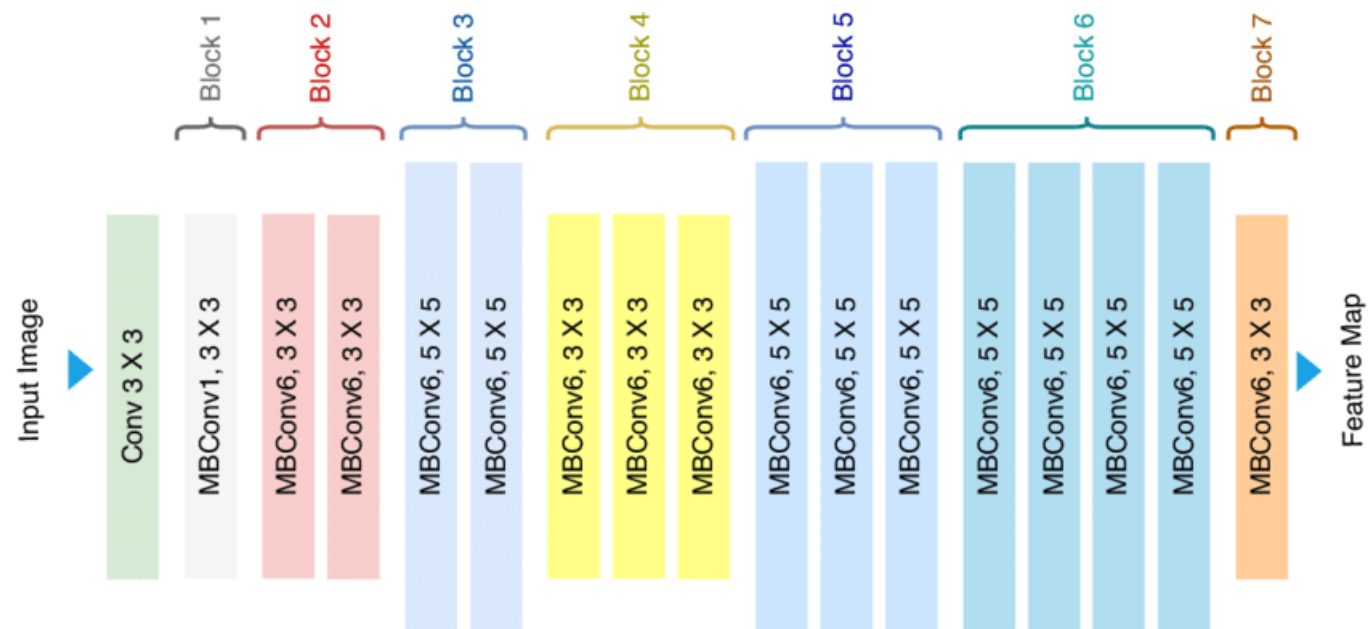 Input Image
Conv 3 X 3
Block 1
MBConv1, 3 X 3
Block 2
MBConv6, 3 X 3
MBConv6, 3 X 3
Block 3
MBConv6, 5 X 5
MBConv6, 5 X 5
Block 4
MBConv6, 3 X 3
MBConv6, 3 X 3
MBConv6, 3 X 3
Block 5
MBConv6, 5 X 5
MBConv6, 5 X 5
MBConv6, 5 X 5
Block 6
MBConv6, 5 X 5
MBConv6, 5 X 5
MBConv6, 5 X 5
MBConv6, 5 X 5
Block 7
MBConv6, 3 X 3
Feature Map